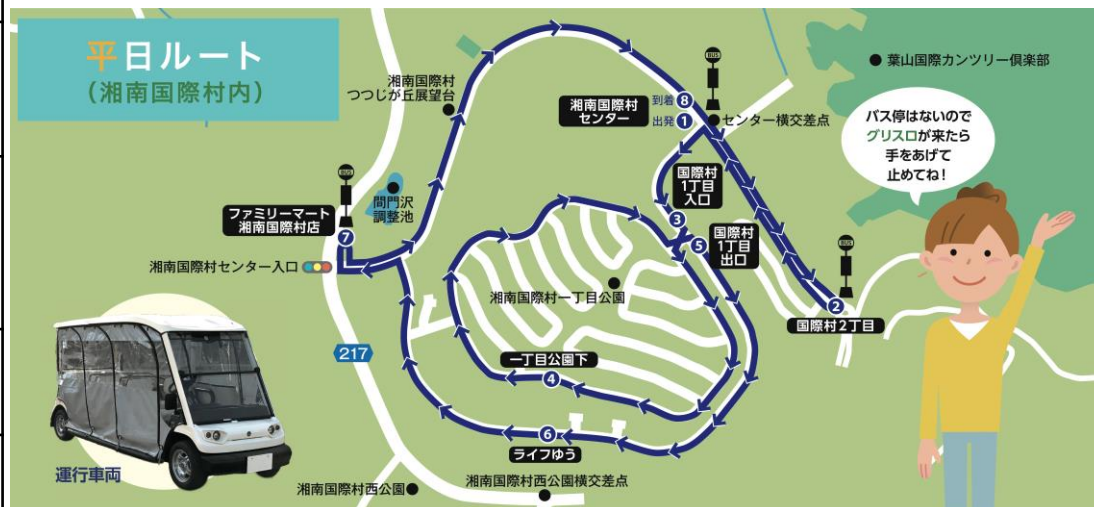 平日ルート
(湘南国際村内)
湘南国際村
つつじが丘展望台
湘南国際村
センター
到着 8
出発 1
BUS
センター横交差点
葉山国際カンツリー倶楽部
バス停はないので
グリスロが来たら
手をあげて
止めてね!
国際村
1丁目
入口
3
国際村
1丁目
出口
5
BUS
間門沢
調整池
ファミリーマート
湘南国際村店
7
湘南国際村センター入口
湘南国際村一丁目公園
BUS
2
国際村2丁目
217
一丁目公園下
4
6
ライフゆう
運行車両
湘南国際村西公園
湘南国際村西公園横交差点